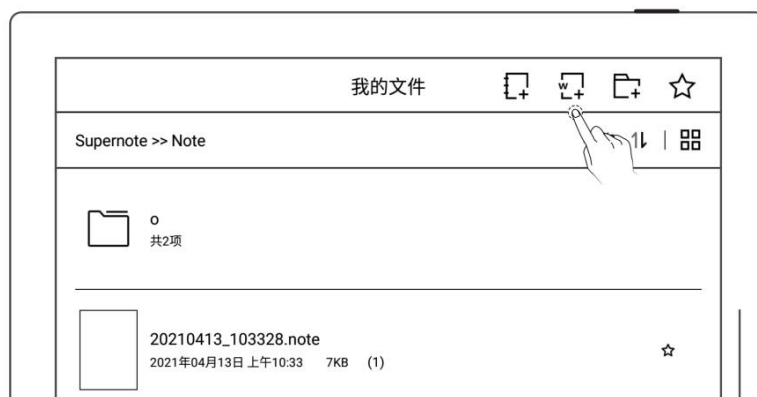 我的文件
W
Supernote >> Note
o
共2项
20210413_103328.note
2021年04月13日 上午10:33 7KB (1)